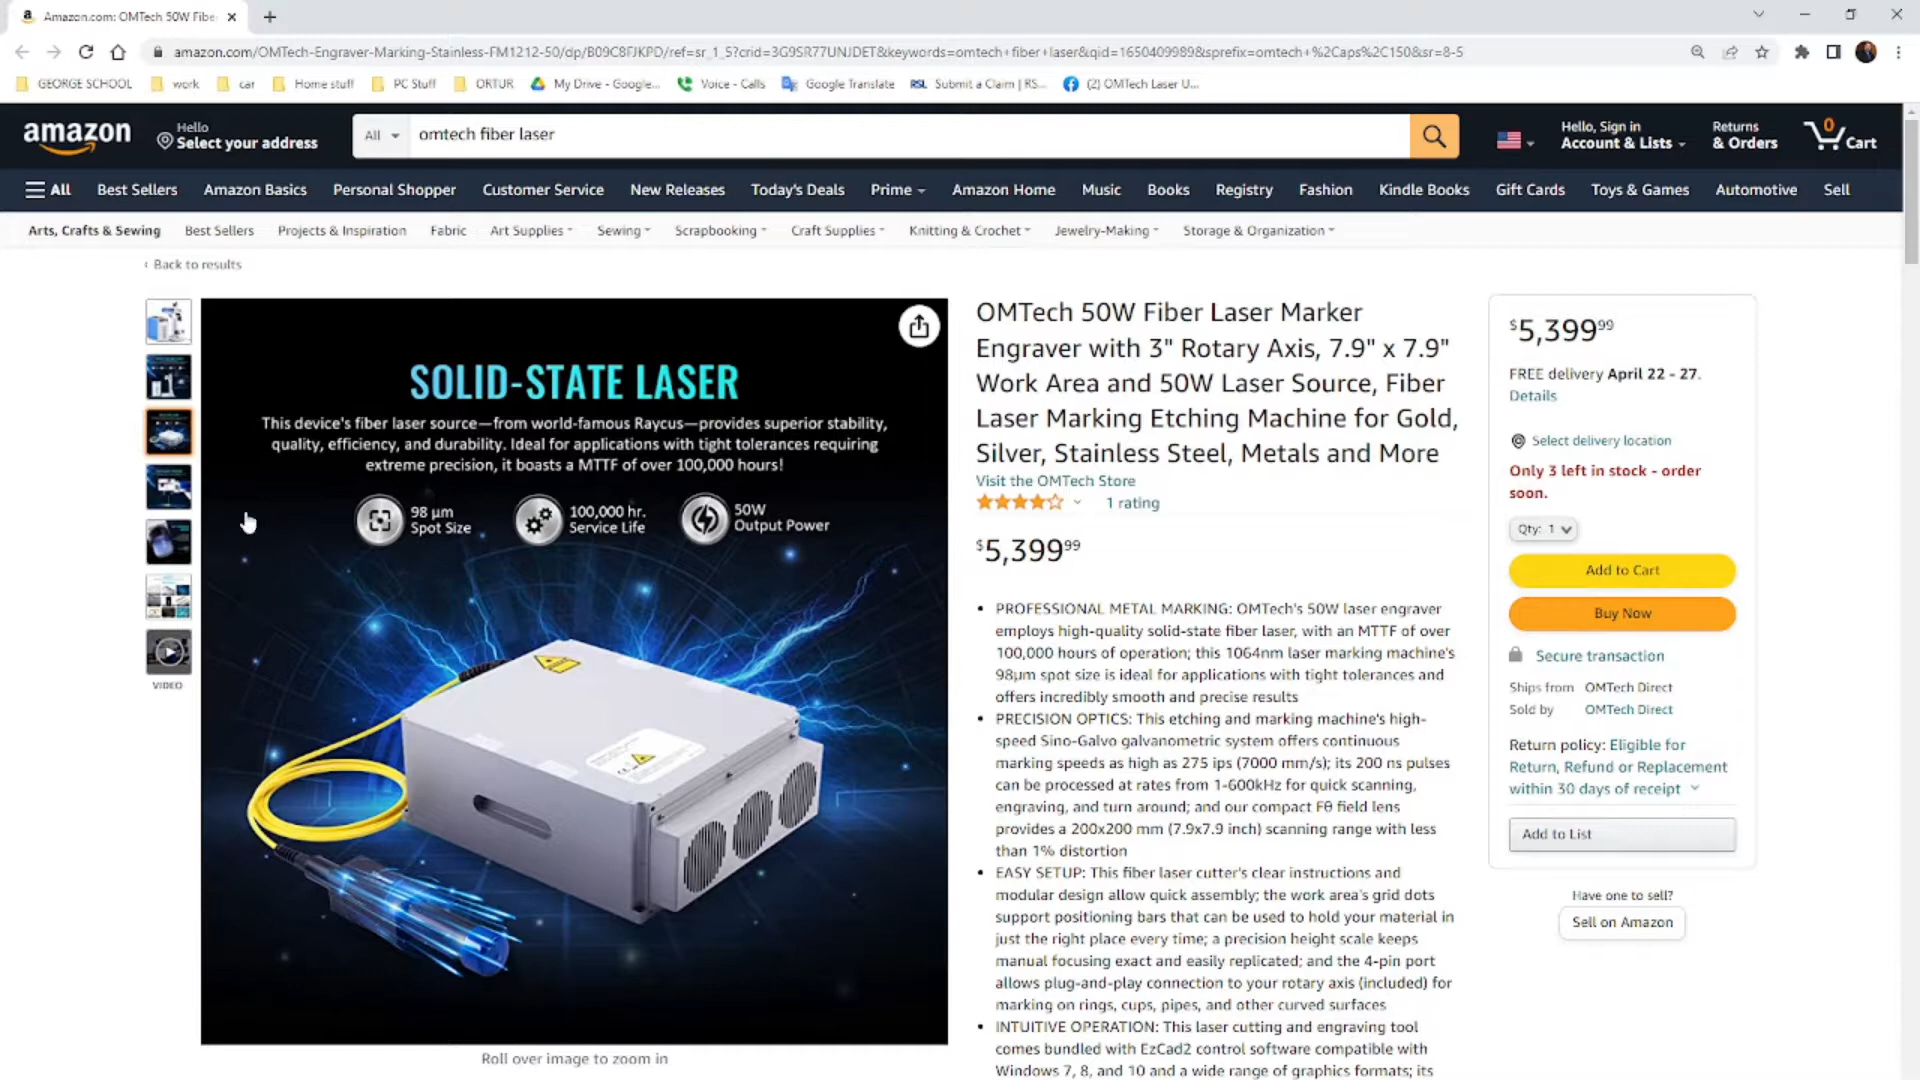 Amazon.com: OMTech 50W Fibe
amazon.com/OMTech-Engraver-Marking-Stainless-FM1212-50/dp/B09C8FJKPD/ref=sr_1_5?crid=3G9SR77UNJDET&keywords=omtech+fiber+laser&qid=1650409989&sprefix=omtech+%2Caps%2C150&sr=8-5
GEORGE SCHOOL work car Home stuff PC Stuff ORTUR My Drive - Google... Voice - Calls Google Translate RSL Submit a Claim | RS... (2) OMTech Laser U...
amazon
Hello
Select your address
All
omtech fiber laser
Hello, Sign in
Account & Lists
Returns
& Orders
0
Cart
All Best Sellers Amazon Basics Personal Shopper Customer Service New Releases Today's Deals Prime Amazon Home Music Books Registry Fashion Kindle Books Gift Cards Toys & Games Automotive Sell
Arts, Crafts & Sewing Best Sellers Projects & Inspiration Fabric Art Supplies Sewing Scrapbooking Craft Supplies Knitting & Crochet Jewelry-Making Storage & Organization
‹ Back to results
VIDEO
SOLID-STATE LASER
This device's fiber laser source—from world-famous Raycus—provides superior stability,
quality, efficiency, and durability. Ideal for applications with tight tolerances requiring
extreme precision, it boasts a MTTF of over 100,000 hours!
98 µm
Spot Size
100,000 hr.
Service Life
50W
Output Power
Roll over image to zoom in
OMTech 50W Fiber Laser Marker
Engraver with 3" Rotary Axis, 7.9" x 7.9"
Work Area and 50W Laser Source, Fiber
Laser Marking Etching Machine for Gold,
Silver, Stainless Steel, Metals and More
Visit the OMTech Store
1 rating
$5,399.99
• PROFESSIONAL METAL MARKING: OMTech's 50W laser engraver
employs high-quality solid-state fiber laser, with an MTTF of over
100,000 hours of operation; this 1064nm laser marking machine's
98µm spot size is ideal for applications with tight tolerances and
offers incredibly smooth and precise results
• PRECISION OPTICS: This etching and marking machine's high-
speed Sino-Galvo galvanometric system offers continuous
marking speeds as high as 275 ips (7000 mm/s); its 200 ns pulses
can be processed at rates from 1-600kHz for quick scanning,
engraving, and turn around; and our compact Fθ field lens
provides a 200x200 mm (7.9x7.9 inch) scanning range with less
than 1% distortion
• EASY SETUP: This fiber laser cutter's clear instructions and
modular design allow quick assembly; the work area's grid dots
support positioning bars that can be used to hold your material in
just the right place every time; a precision height scale keeps
manual focusing exact and easily replicated; and the 4-pin port
allows plug-and-play connection to your rotary axis (included) for
marking on rings, cups, pipes, and other curved surfaces
• INTUITIVE OPERATION: This laser cutting and engraving tool
comes bundled with EzCad2 control software compatible with
Windows 7, 8, and 10 and a wide range of graphics formats; its
$5,399.99
FREE delivery April 22 - 27.
Details
Select delivery location
Only 3 left in stock - order
soon.
Qty: 1
Add to Cart
Buy Now
Secure transaction
Ships from OMTech Direct
Sold by OMTech Direct
Return policy: Eligible for
Return, Refund or Replacement
within 30 days of receipt
Add to List
Have one to sell?
Sell on Amazon